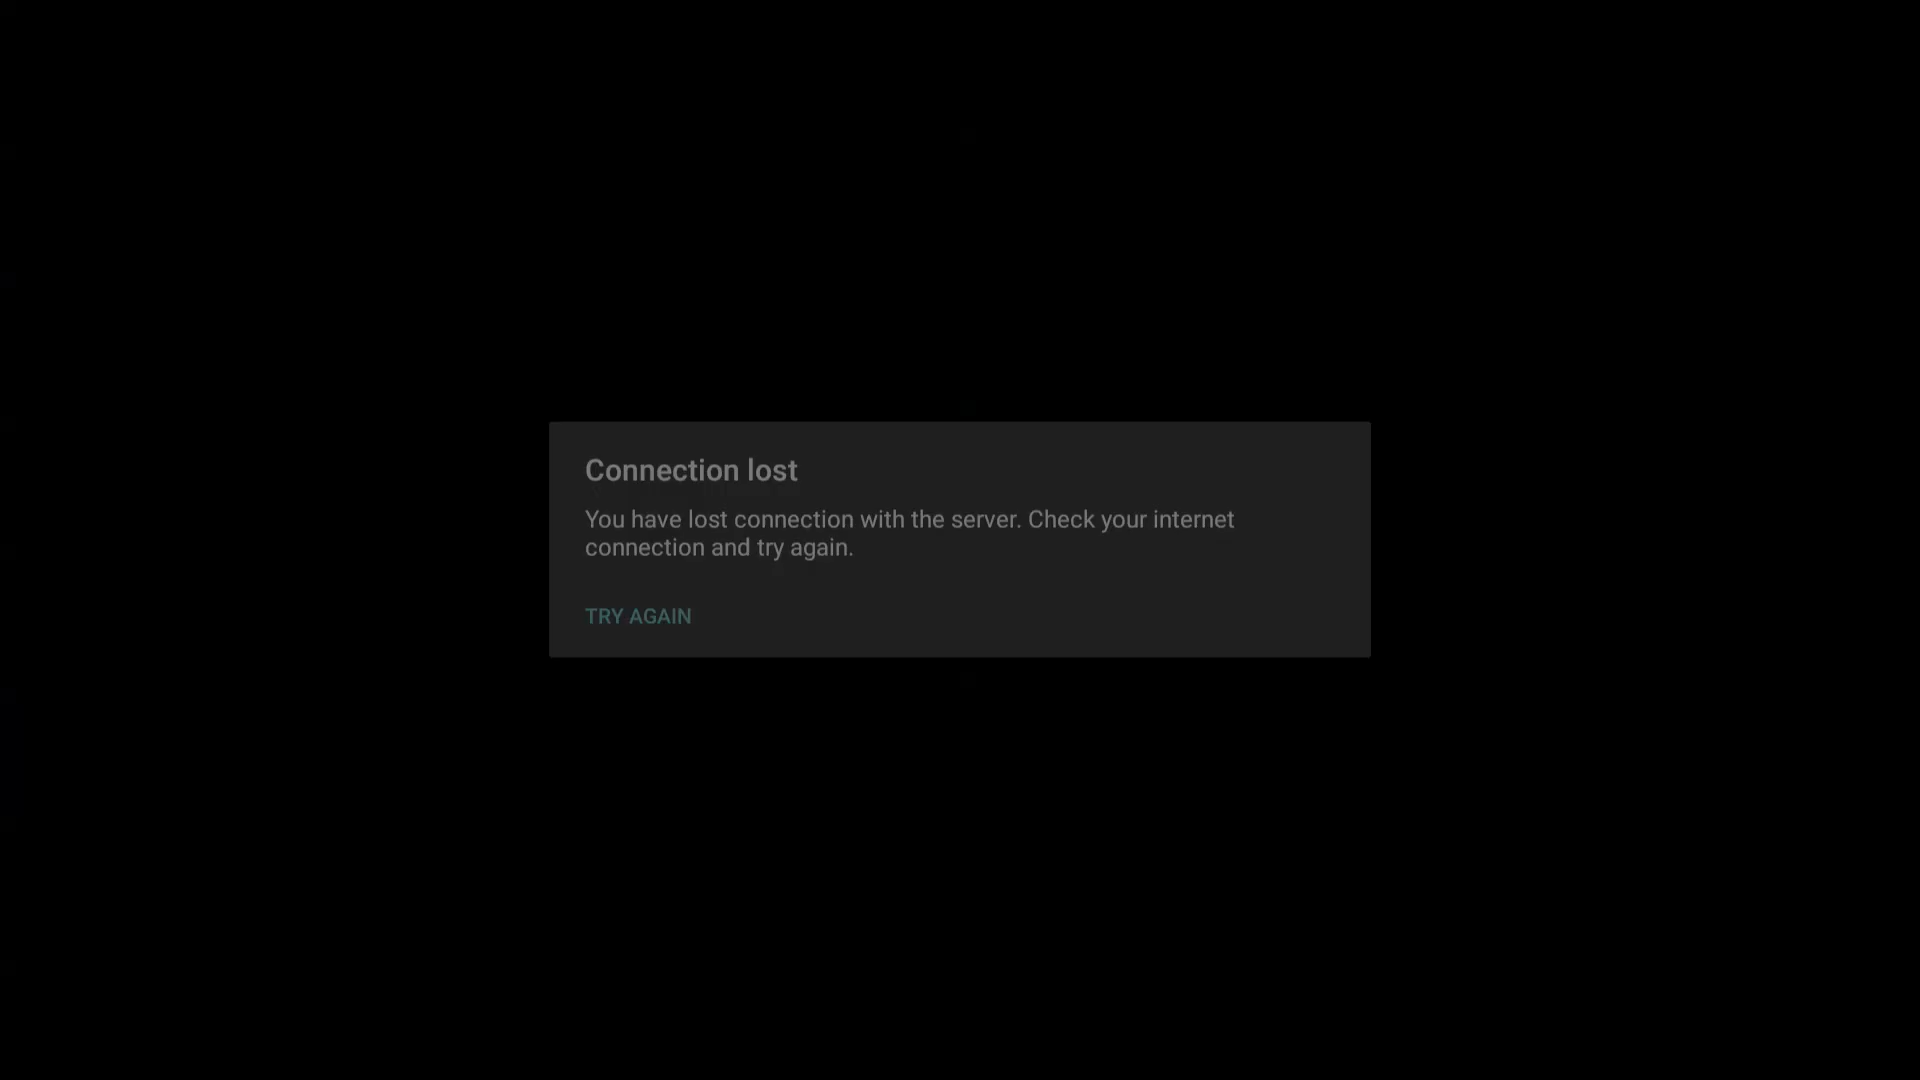 Connection lost
You have lost connection with the server. Check your internet
connection and try again.
TRY AGAIN